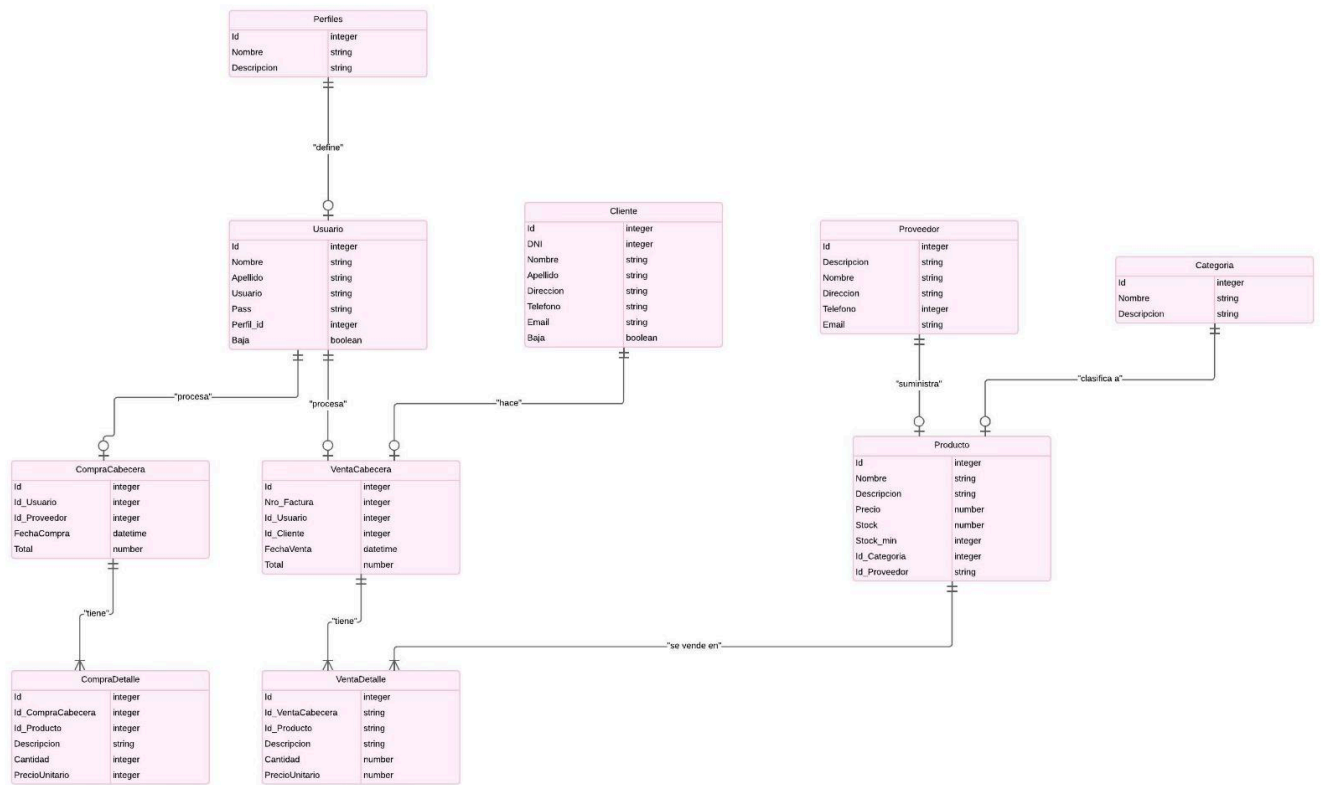 Perfiles
Id integer
Nombre string
Descripcion string
"define"
Usuario
Id integer
Nombre string
Apellido string
Usuario string
Pass string
Perfil_id integer
Baja boolean
Cliente
Id integer
DNI integer
Nombre string
Apellido string
Direccion string
Telefono string
Email string
Baja boolean
Proveedor
Id integer
Descripcion string
Nombre string
Direccion string
Telefono integer
Email string
Categoria
Id integer
Nombre string
Descripcion string
"procesa"
"procesa"
"hace"
"suministra"
"clasifica a"
CompraCabecera
Id integer
Id_Usuario integer
Id_Proveedor integer
FechaCompra datetime
Total number
VentaCabecera
Id integer
Nro_Factura integer
Id_Usuario integer
Id_Cliente integer
FechaVenta datetime
Total number
Producto
Id integer
Nombre string
Descripcion string
Precio number
Stock number
Stock_min integer
Id_Categoria integer
Id_Proveedor string
"tiene"
"tiene"
"se vende en"
CompraDetalle
Id integer
Id_CompraCabecera integer
Id_Producto integer
Descripcion string
Cantidad integer
PrecioUnitario integer
VentaDetalle
Id integer
Id_VentaCabecera string
Id_Producto string
Descripcion string
Cantidad number
PrecioUnitario number